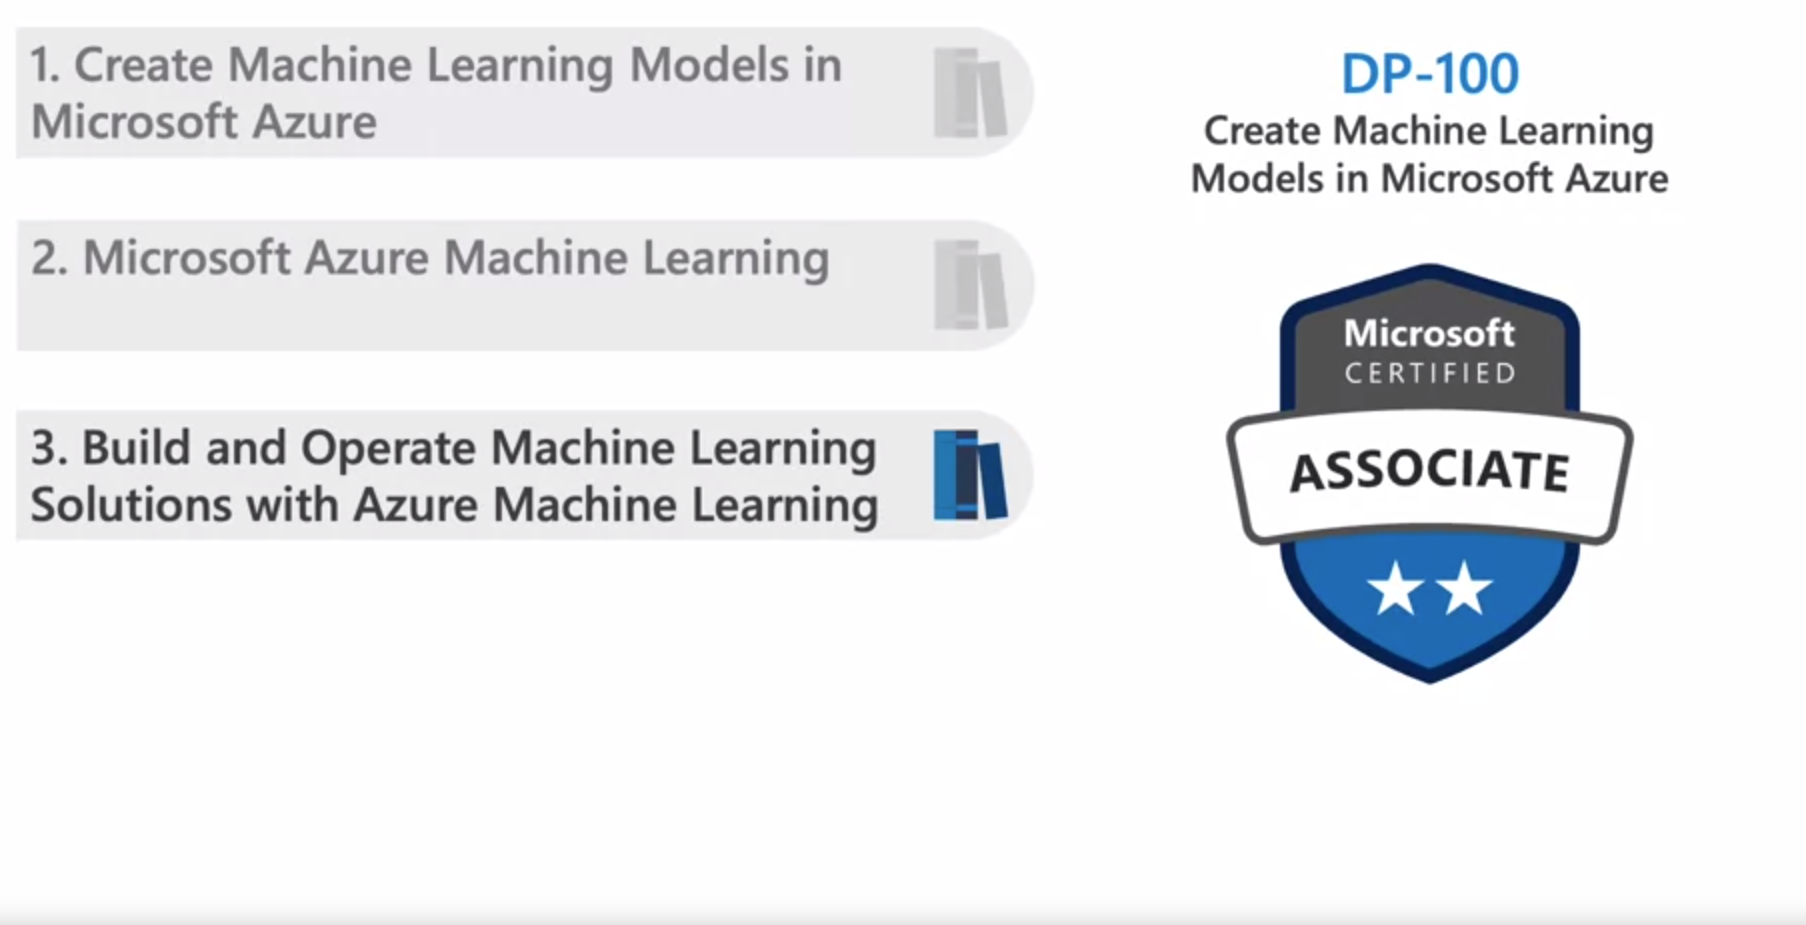 1. Create Machine Learning Models in
Microsoft Azure
2. Microsoft Azure Machine Learning
3. Build and Operate Machine Learning
Solutions with Azure Machine Learning
DP-100
Create Machine Learning
Models in Microsoft Azure
Microsoft
CERTIFIED
ASSOCIATE